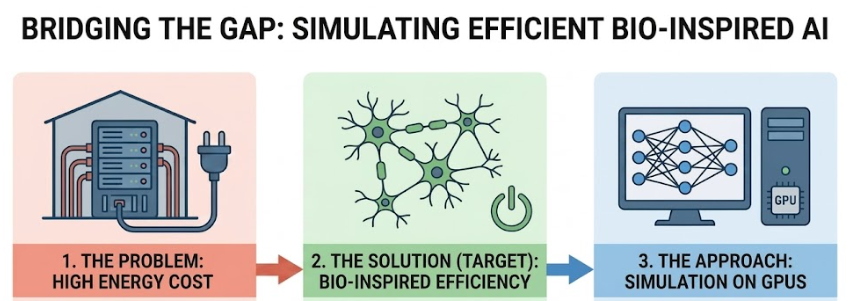 BRIDGING THE GAP: SIMULATING EFFICIENT BIO-INSPIRED AI
1. THE PROBLEM:
HIGH ENERGY COST
2. THE SOLUTION (TARGET):
BIO-INSPIRED EFFICIENCY
GPU
3. THE APPROACH:
SIMULATION ON GPUS